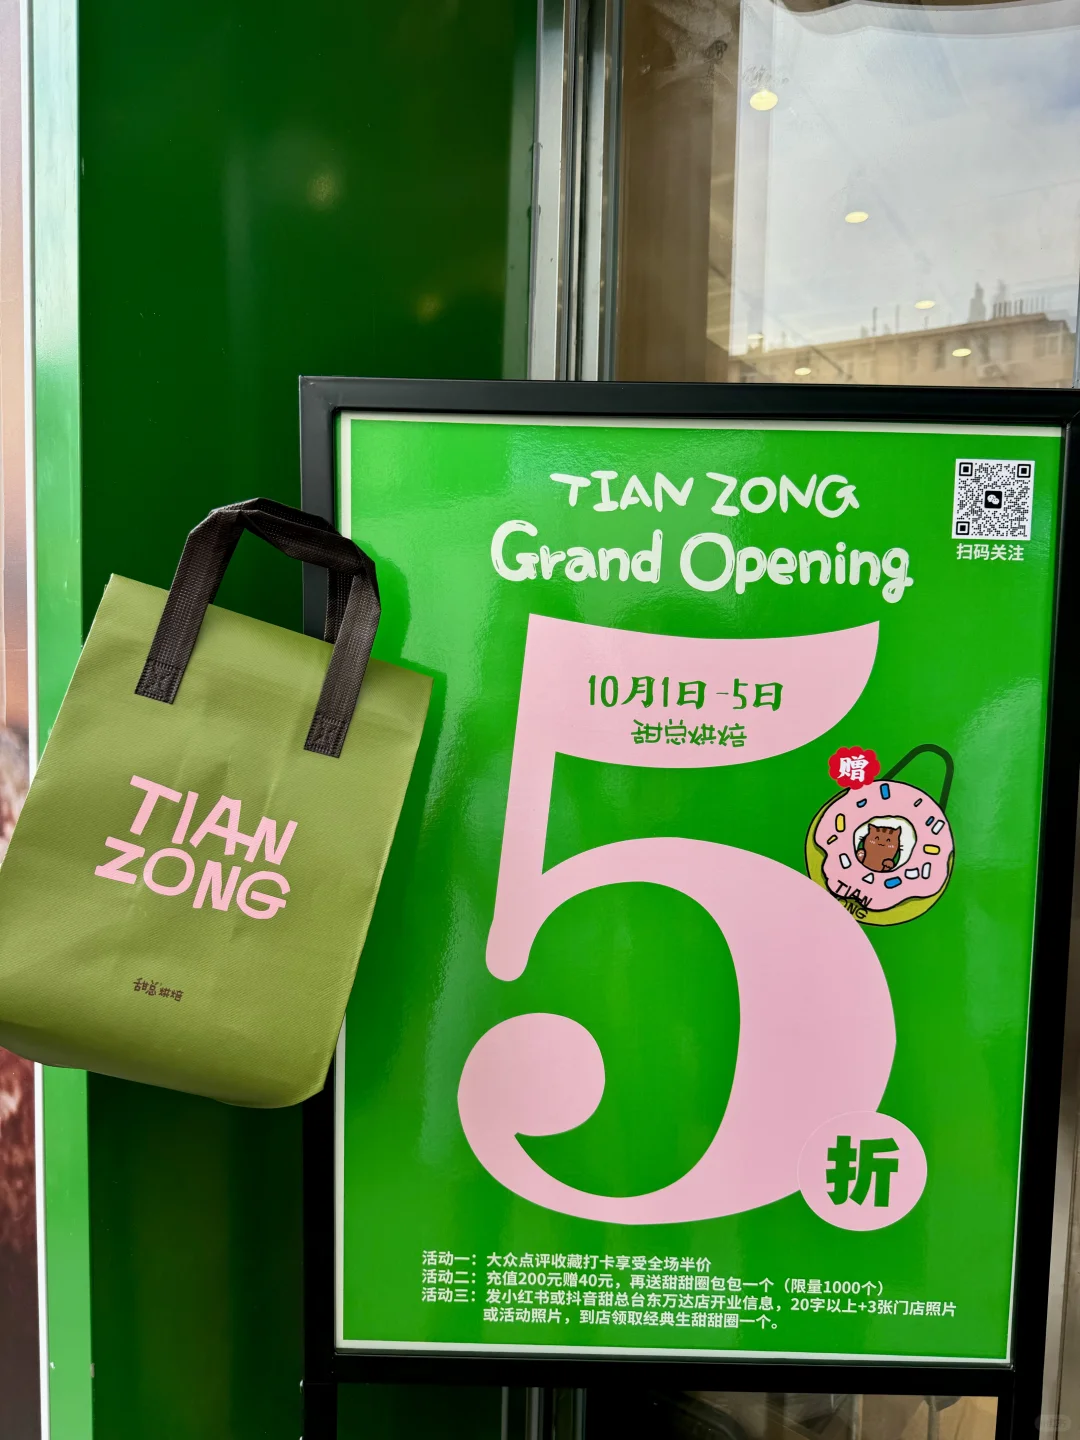 TIAN ZONG
Grand Opening
扫码关注
10月1日-5日
甜总烘焙
赠
TIAN
ZONG
5
折
活动一：大众点评收藏打卡享受全场半价
活动二：充值200元赠40元，再送甜甜圈包包一个（限量1000个）
活动三：发小红书或抖音甜总台东万达店开业信息，20字以上+3张门店照片
或活动照片，到店领取经典生甜甜圈一个。
TIAN
ZONG
甜总烘焙